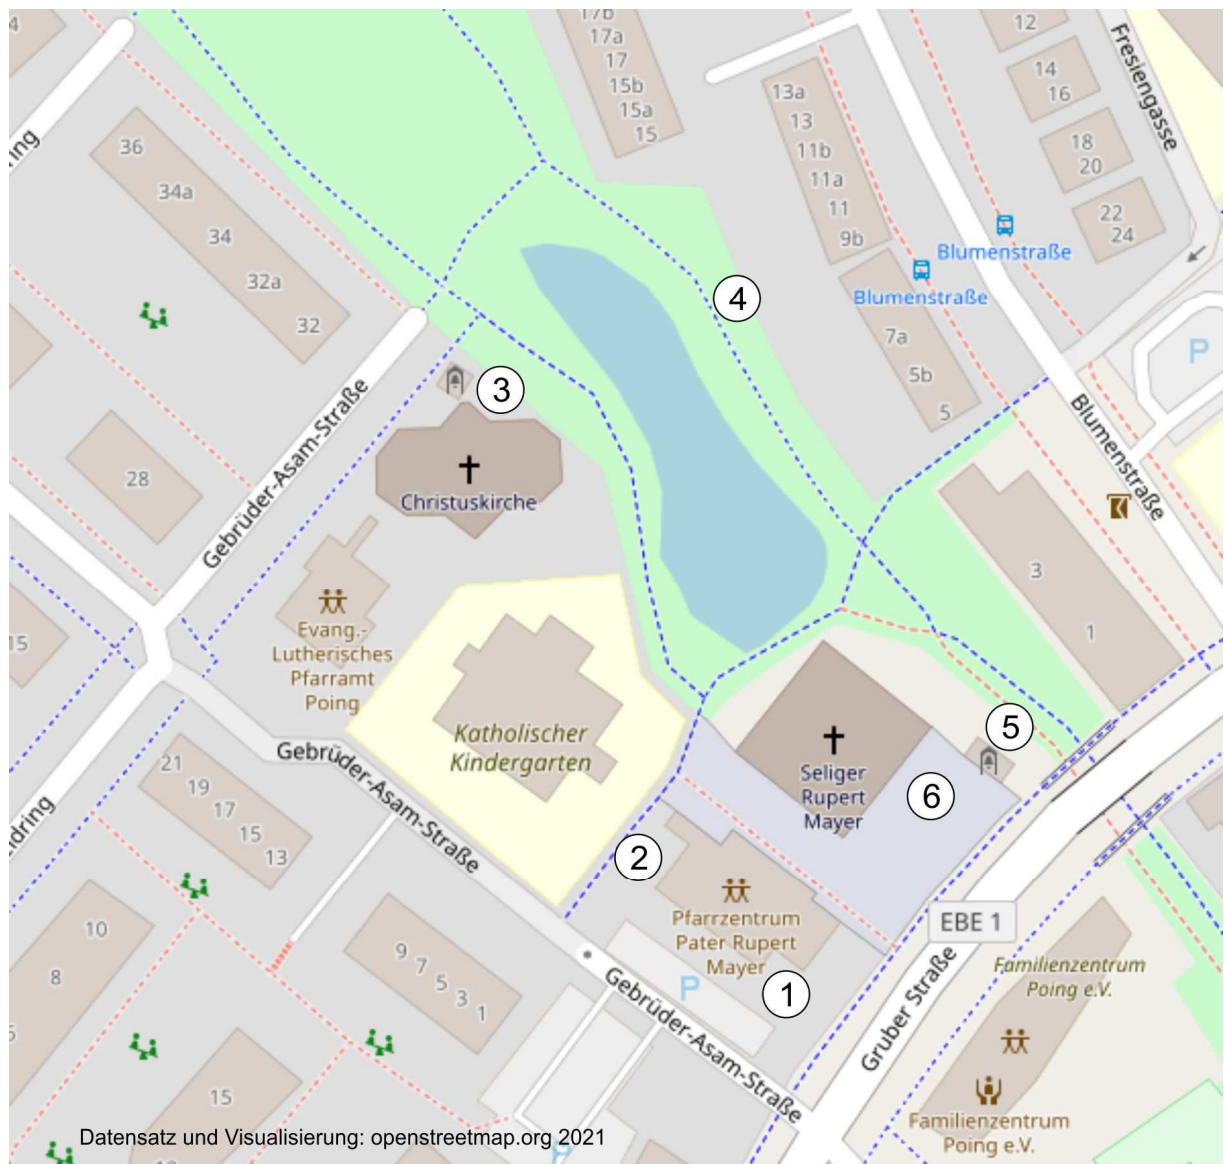 4
17b
17a
17
15b
15a
15
12
14
16
18
20
22
24
Fresiengasse
13a
13
11b
11a
11
9b
Blumenstraße
Blumenstraße
7a
5b
5
P
Blumenstraße
36
34a
34
32a
32
28
Gebrüder-Asam-Straße
4
3
Christuskirche
Evang.-
Lutherisches
Pfarramt
Poing
15
Katholischer
Kindergarten
3
1
5
Seliger
Rupert
Mayer
6
Gebrüder-Asam-Straße
21
19
17
15
13
2
Pfarrzentrum
Pater Rupert
Mayer
P
1
EBE 1
Gruber Straße
Familienzentrum
Poing e.V.
Familienzentrum
Poing e.V.
10
8
9
7
5
3
1
Gebrüder-Asam-Straße
15
P
Datensatz und Visualisierung: openstreetmap.org 2021